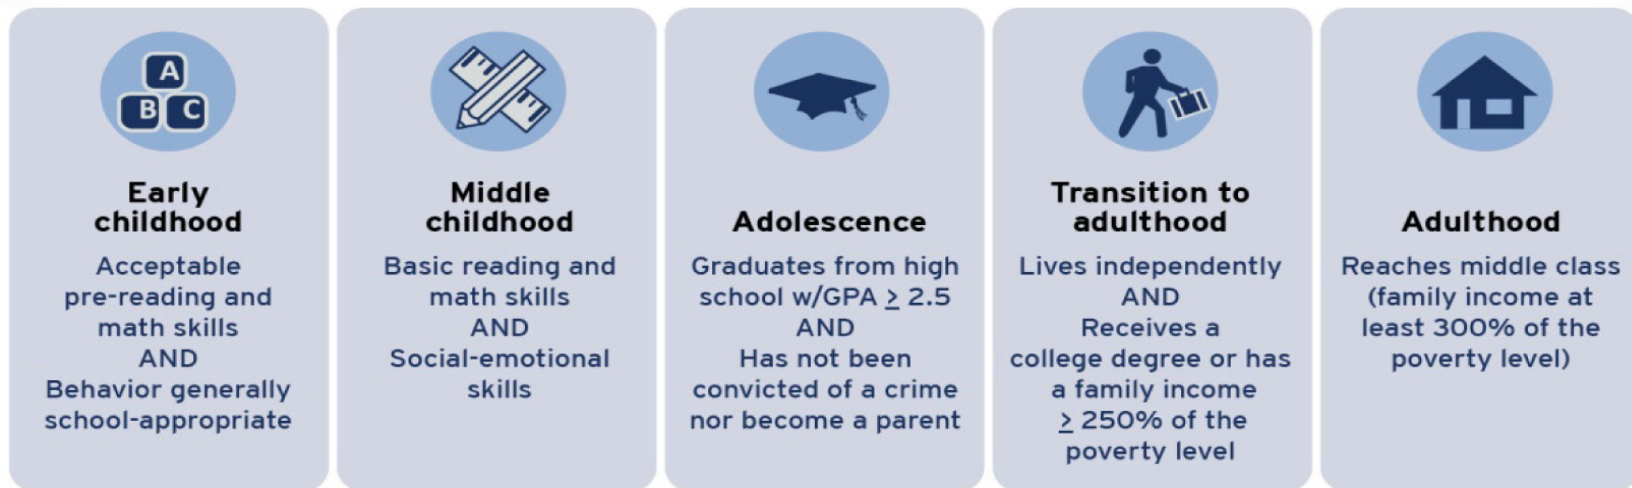 A
B C
Early
childhood
Acceptable
pre-reading and
math skills
AND
Behavior generally
school-appropriate
Middle
childhood
Basic reading and
math skills
AND
Social-emotional
skills
Adolescence
Graduates from high
school w/GPA ≥ 2.5
AND
Has not been
convicted of a crime
nor become a parent
Transition to
adulthood
Lives independently
AND
Receives a
college degree or has
a family income
≥ 250% of the
poverty level
Adulthood
Reaches middle class
(family income at
least 300% of the
poverty level)